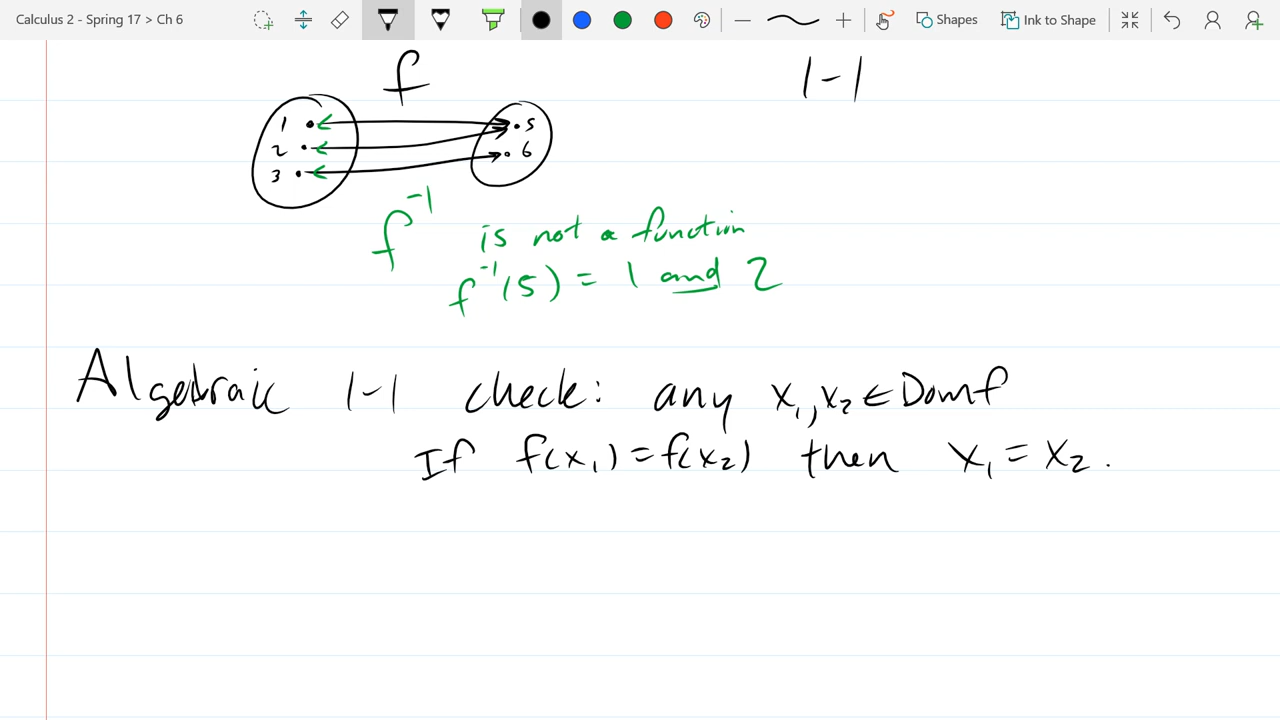 Calculus 2 - Spring 17 > Ch 6
Shapes
Ink to Shape
f
1-1
1
2
3
5
6
f⁻¹ is not a function
f⁻¹(5) = 1 and 2
Algebraic 1-1 check: any x₁, x₂ ∈ Domf
If f(x₁) = f(x₂) then x₁ = x₂.